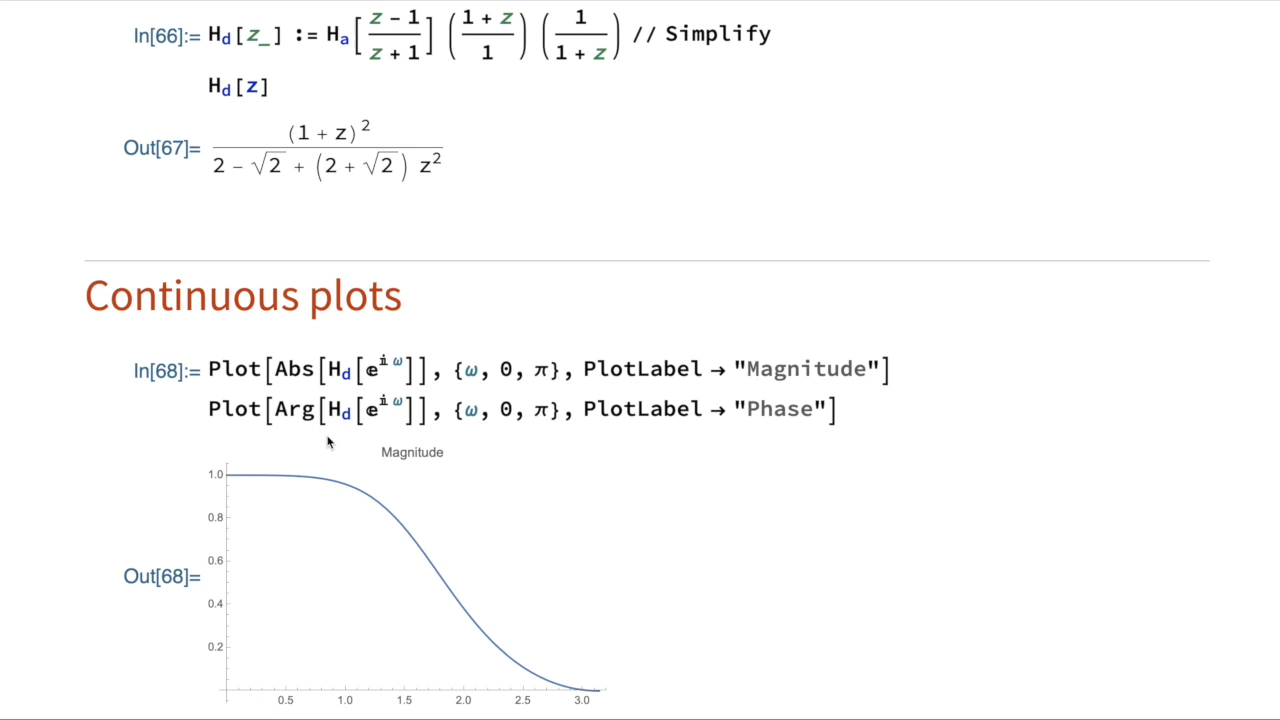 In[66]:= H_d[z_] := H_a[(z - 1)/(z + 1)] ((1 + z)/1) (1/(1 + z)) // Simplify
H_d[z]
Out[67]= (1 + z)^2/(2 - √2 + (2 + √2) z^2)
Continuous plots
In[68]:= Plot[Abs[H_d[ⅇ^(ⅈ ω)]], {ω, 0, π}, PlotLabel → "Magnitude"]
Plot[Arg[H_d[ⅇ^(ⅈ ω)]], {ω, 0, π}, PlotLabel → "Phase"]
Magnitude
1.0
0.8
0.6
Out[68]=
0.4
0.2
0.5 1.0 1.5 2.0 2.5 3.0